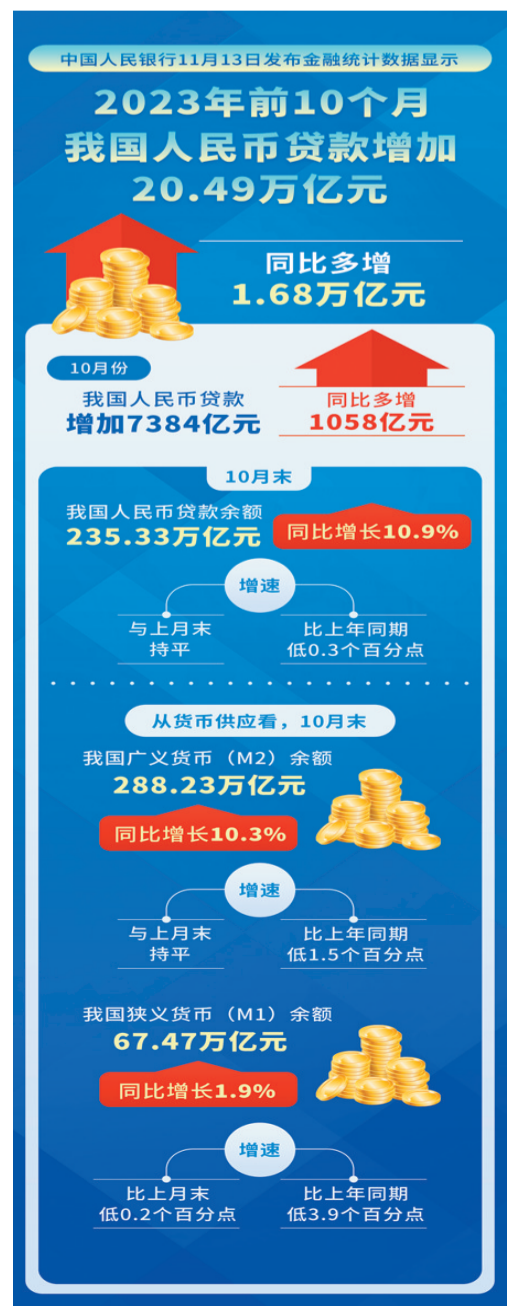 中国人民银行11月13日发布金融统计数据显示
2023年前10个月
我国人民币贷款增加
20.49万亿元
同比多增
1.68万亿元
10月份
我国人民币贷款
增加7384亿元
同比多增
1058亿元
10月末
我国人民币贷款余额
235.33万亿元
同比增长10.9%
增速
与上月末
持平
比上年同期
低0.3个百分点
从货币供应看，10月末
我国广义货币（M2）余额
288.23万亿元
同比增长10.3%
增速
与上月末
持平
比上年同期
低1.5个百分点
我国狭义货币（M1）余额
67.47万亿元
同比增长1.9%
增速
比上月末
低0.2个百分点
比上年同期
低3.9个百分点